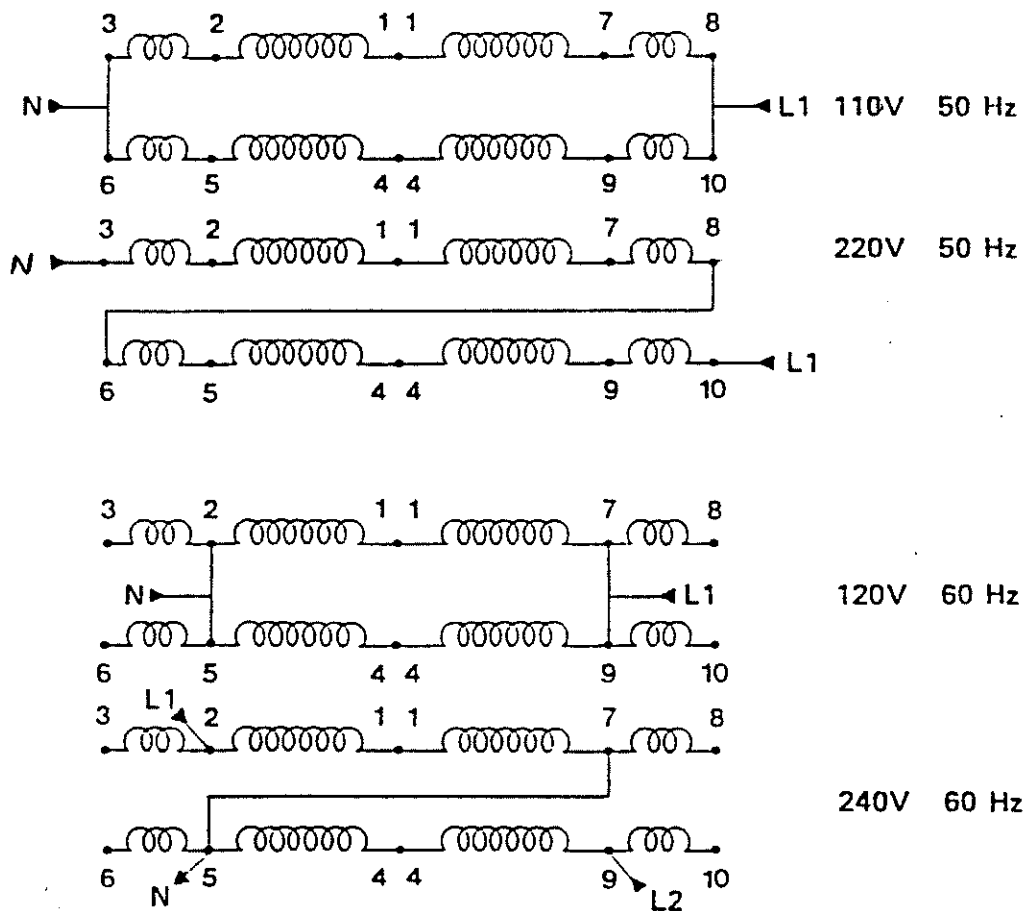 3 2 1 1 7 8
N L1 110V 50 Hz
6 5 4 4 9 10
3 2 1 1 7 8
N 220V 50 Hz
6 5 4 4 9 10 L1
3 2 1 1 7 8
N L1 120V 60 Hz
6 5 4 4 9 10
L1
3 2 1 1 7 8
240V 60 Hz
6 N 5 4 4 9 L2 10